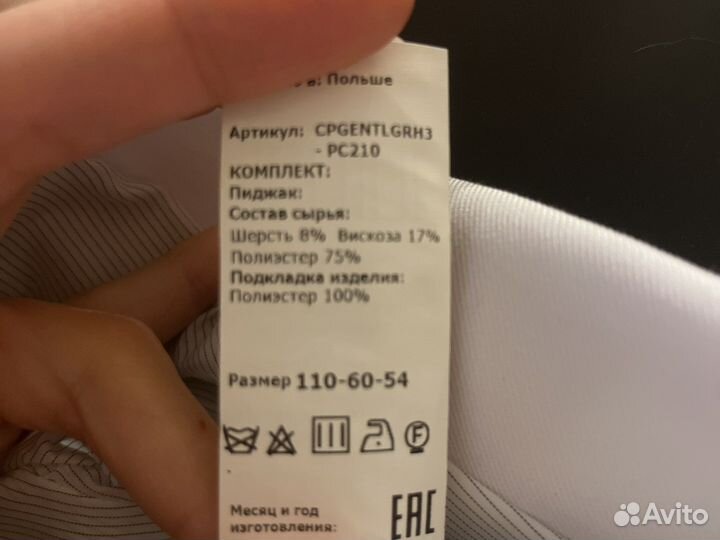 в: Польше
Артикул: CPGENTLGRH3
- PC210
КОМПЛЕКТ:
Пиджак:
Состав сырья:
Шерсть 8% Вискоза 17%
Полиэстер 75%
Подкладка изделия:
Полиэстер 100%
Размер 110-60-54
F
Месяц и год
изготовления:
EAC
Avito